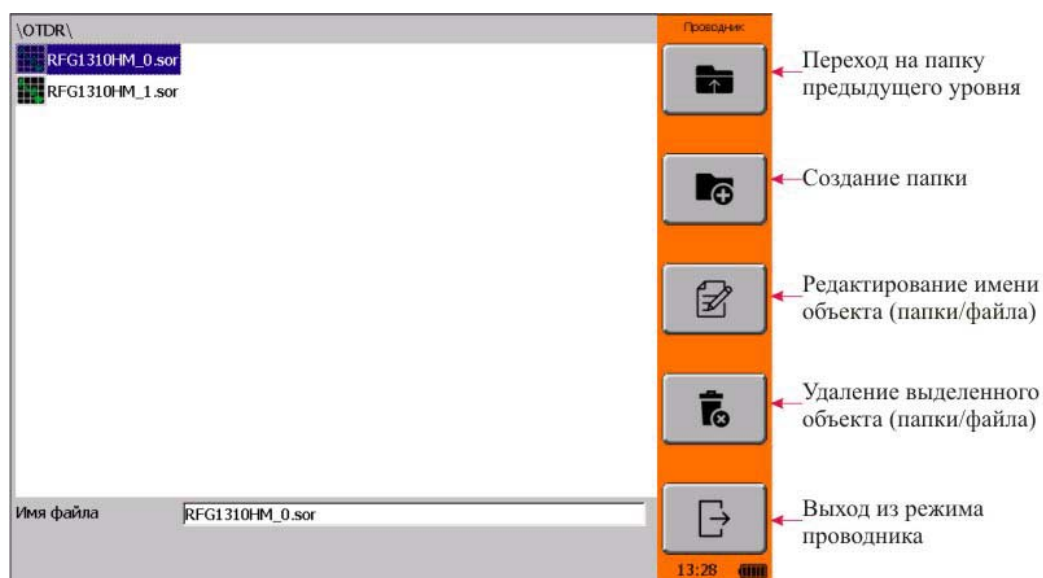 \OTDR\
RFG1310HM_0.sor
RFG1310HM_1.sor
Имя файла
RFG1310HM_0.sor
Проводник
13:28
Переход на папку
предыдущего уровня
Создание папки
Редактирование имени
объекта (папки/файла)
Удаление выделенного
объекта (папки/файла)
Выход из режима
проводника